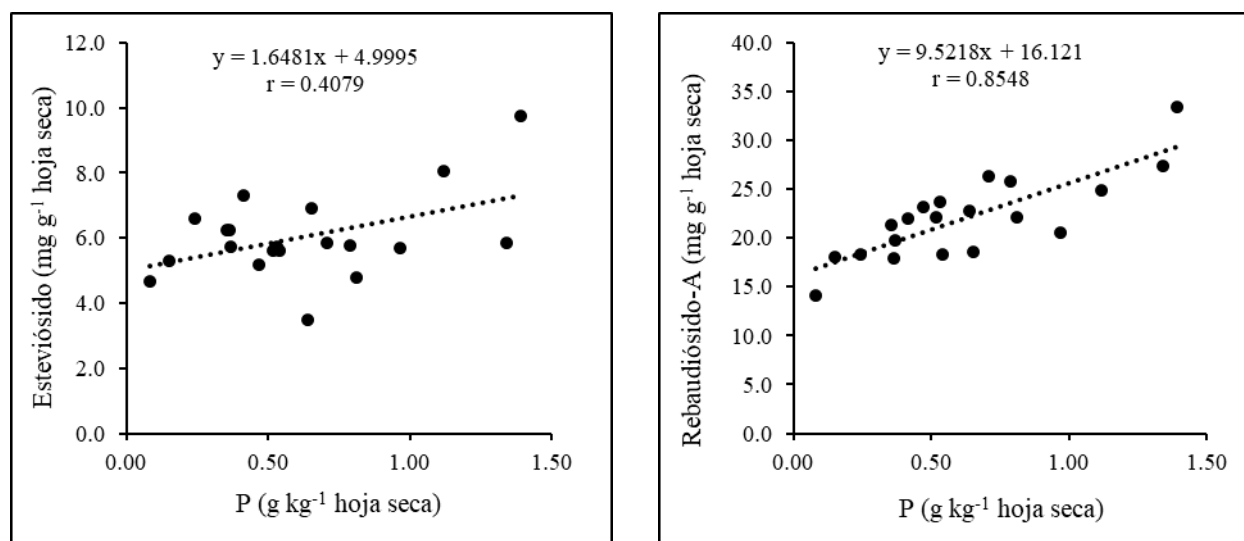 y = 1.6481x + 4.9995
r = 0.4079
Esteviósido (mg g⁻¹ hoja seca)
12.0
10.0
8.0
6.0
4.0
2.0
0.0
0.00 0.50 1.00 1.50
P (g kg⁻¹ hoja seca)
y = 9.5218x + 16.121
r = 0.8548
Rebaudiósido-A (mg g⁻¹ hoja seca)
40.0
35.0
30.0
25.0
20.0
15.0
10.0
5.0
0.0
0.00 0.50 1.00 1.50
P (g kg⁻¹ hoja seca)